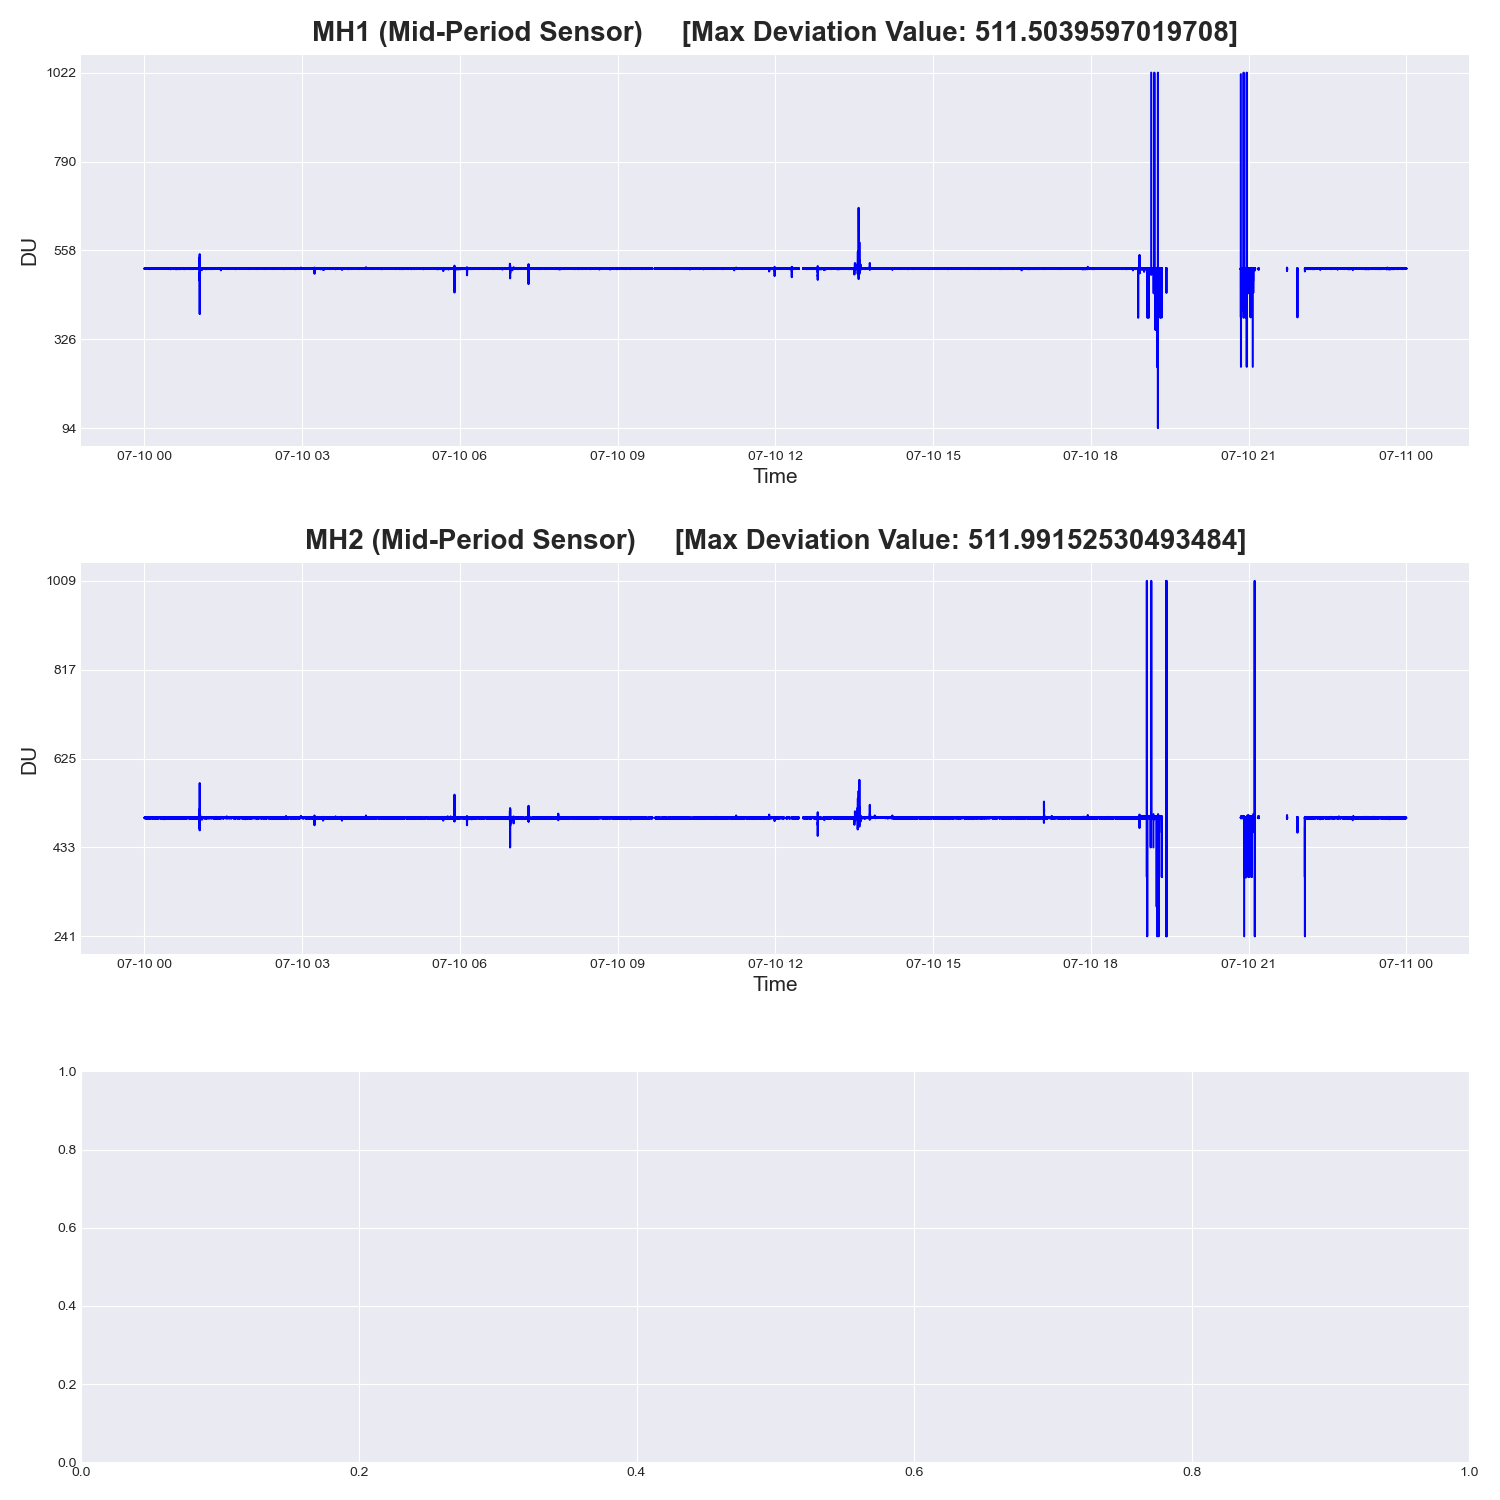 MH1 (Mid-Period Sensor) [Max Deviation Value: 511.5039597019708]
1022
790
558
326
94
DU
07-10 00 07-10 03 07-10 06 07-10 09 07-10 12 07-10 15 07-10 18 07-10 21 07-11 00
Time
MH2 (Mid-Period Sensor) [Max Deviation Value: 511.99152530493484]
1009
817
625
433
241
DU
07-10 00 07-10 03 07-10 06 07-10 09 07-10 12 07-10 15 07-10 18 07-10 21 07-11 00
Time
1.0
0.8
0.6
0.4
0.2
0.0
0.0 0.2 0.4 0.6 0.8 1.0